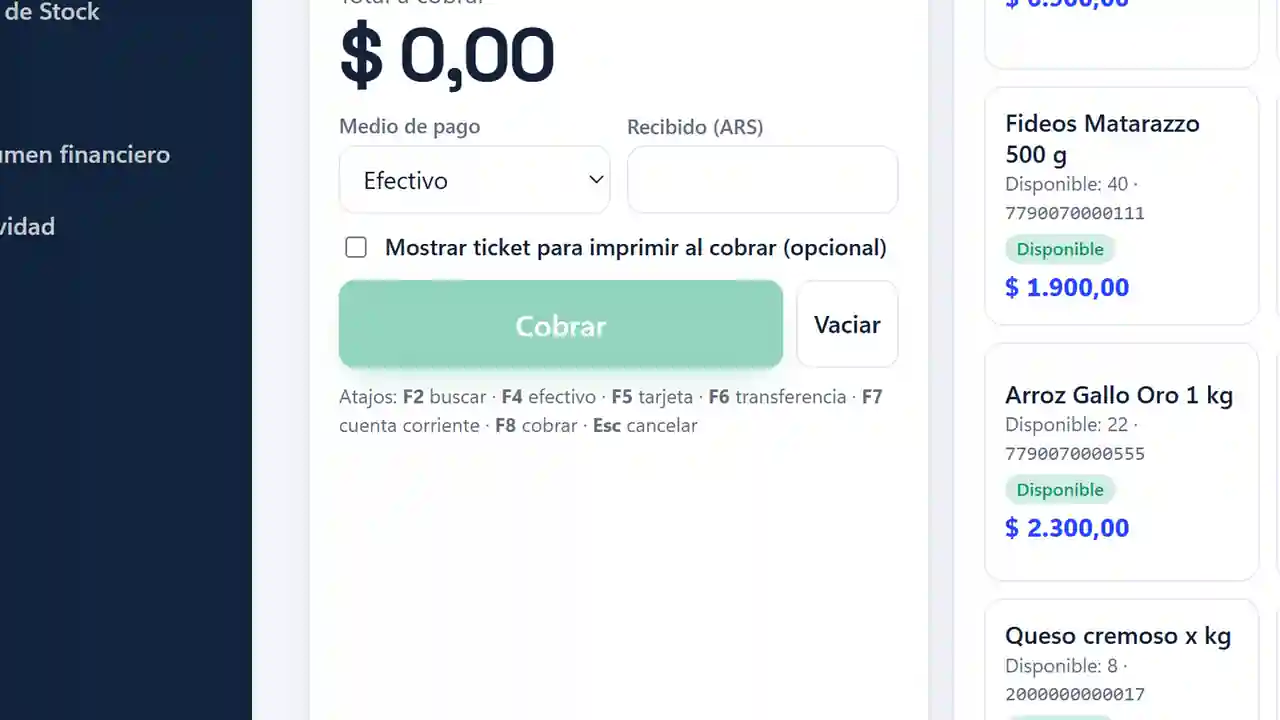 de Stock
umen financiero
vidad
Total a cobrar
$ 0,00
Medio de pago
Recibido (ARS)
Efectivo
Mostrar ticket para imprimir al cobrar (opcional)
Cobrar
Vaciar
Atajos: F2 buscar · F4 efectivo · F5 tarjeta · F6 transferencia · F7
cuenta corriente · F8 cobrar · Esc cancelar
Fideos Matarazzo
500 g
Disponible: 40 ·
7790070000111
Disponible
$ 1.900,00
Arroz Gallo Oro 1 kg
Disponible: 22 ·
7790070000555
Disponible
$ 2.300,00
Queso cremoso x kg
Disponible: 8 ·
2000000000017